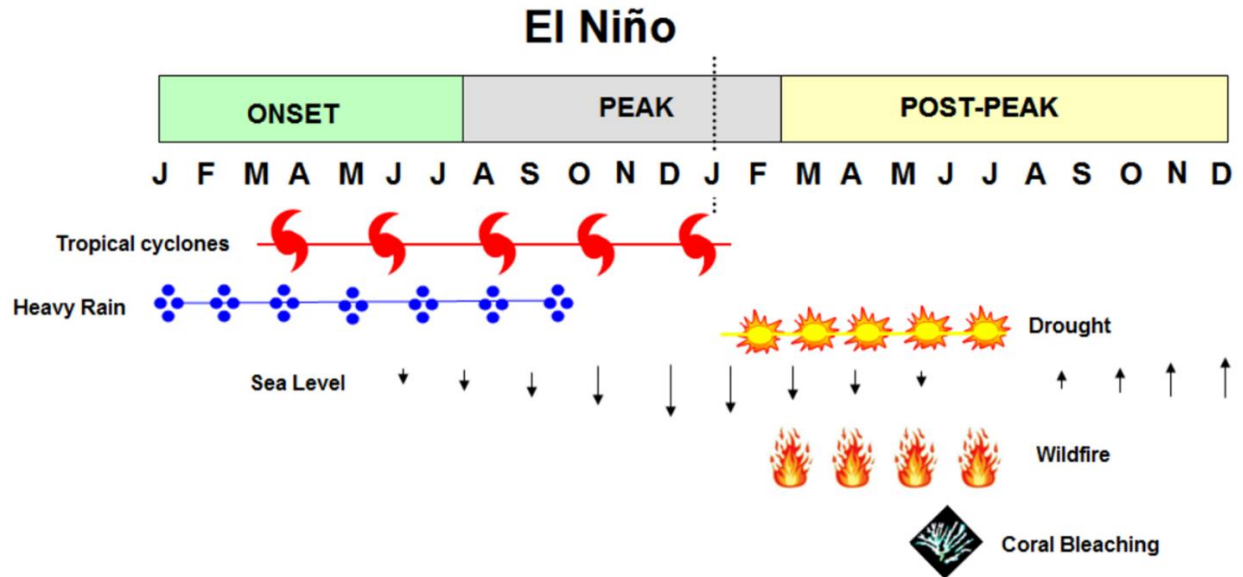 El Niño
ONSET PEAK POST-PEAK
J F M A M J J A S O N D J F M A M J J A S O N D
Tropical cyclones
Heavy Rain
Drought
Sea Level
Wildfire
Coral Bleaching